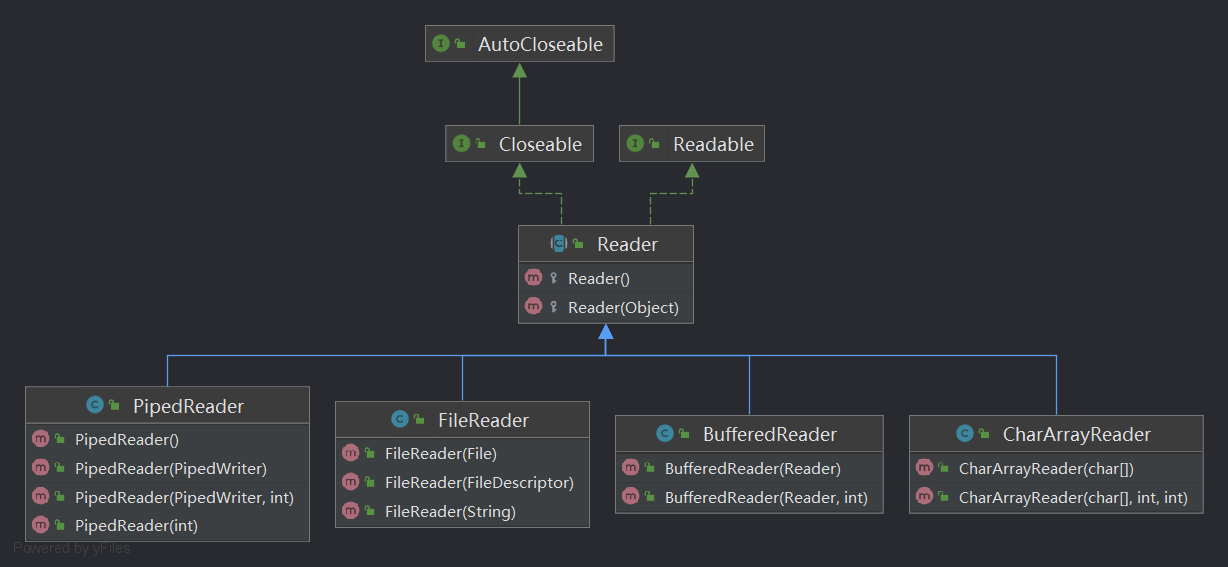 AutoCloseable
Closeable
Readable
Reader
Reader()
Reader(Object)
PipedReader
PipedReader()
PipedReader(PipedWriter)
PipedReader(PipedWriter, int)
PipedReader(int)
FileReader
FileReader(File)
FileReader(FileDescriptor)
FileReader(String)
BufferedReader
BufferedReader(Reader)
BufferedReader(Reader, int)
CharArrayReader
CharArrayReader(char[])
CharArrayReader(char[], int, int)
Powered by yFiles